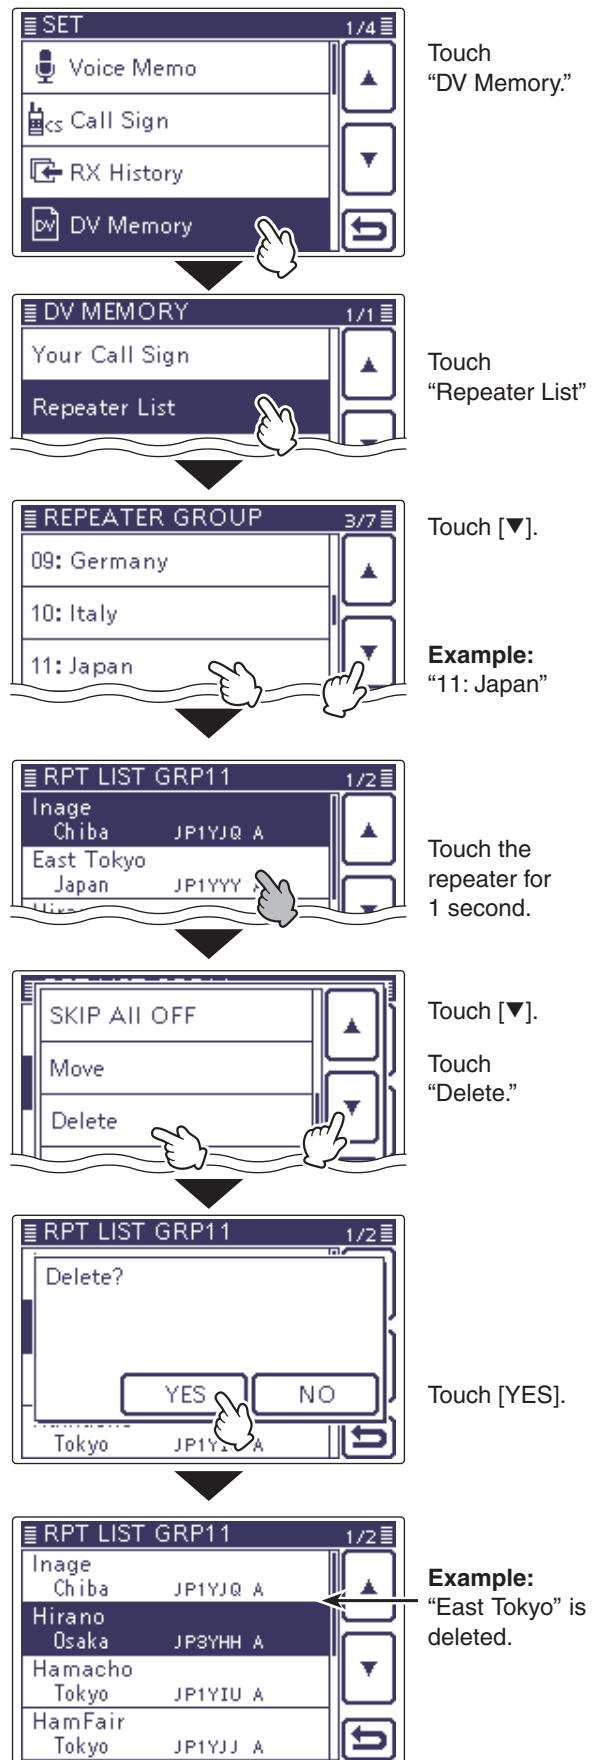 SET 1/4
Voice Memo
CS Call Sign
RX History
DV DV Memory
Touch
“DV Memory.”
DV MEMORY 1/1
Your Call Sign
Repeater List
Touch
“Repeater List”
REPEATER GROUP 3/7
09: Germany
10: Italy
11: Japan
Touch [▼].
Example:
“11: Japan”
RPT LIST GRP11 1/2
Inage
Chiba JP1YJQ A
East Tokyo
Japan JP1YYY
Touch the
repeater for
1 second.
SKIP All OFF
Move
Delete
Touch [▼].
Touch
“Delete.”
RPT LIST GRP11 1/2
Delete?
YES NO
Tokyo A
Touch [YES].
RPT LIST GRP11 1/2
Inage
Chiba JP1YJQ A
Hirano
Osaka JP3YHH A
Hamacho
Tokyo JP1YIU A
HamFair
Tokyo JP1YJJ A
Example:
“East Tokyo” is
deleted.